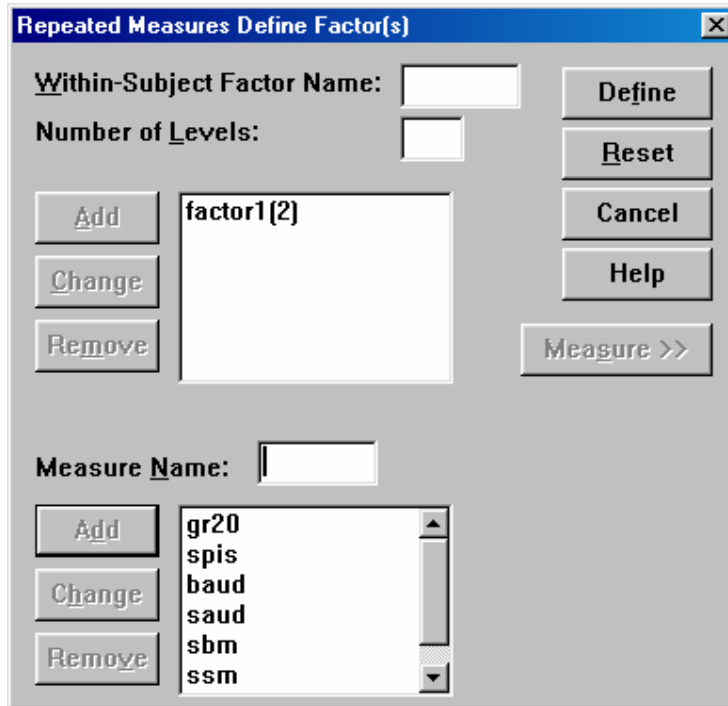 Repeated Measures Define Factor(s)
Within-Subject Factor Name:
Define
Number of Levels:
Reset
Add
factor1(2)
Cancel
Change
Help
Remove
Measure >>
Measure Name:
Add
gr20
spis
Change
baud
saud
Remove
sbm
ssm